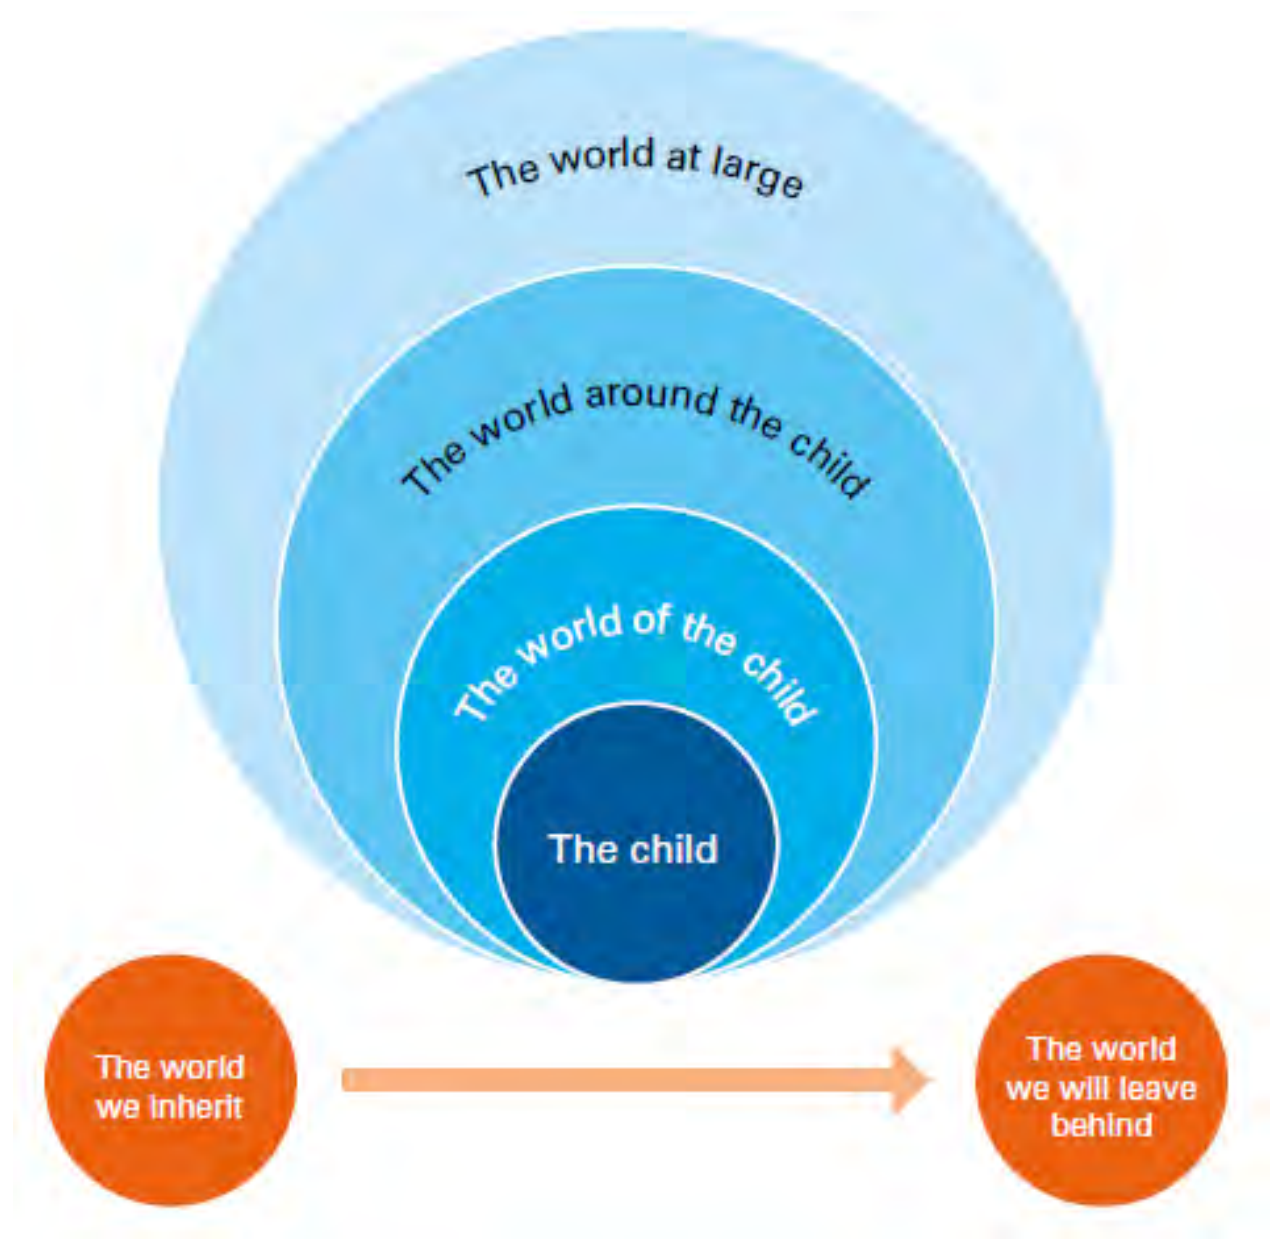 The world at large
The world around the child
The world of the child
The child
The world
we inherit
The world
we will leave
behind